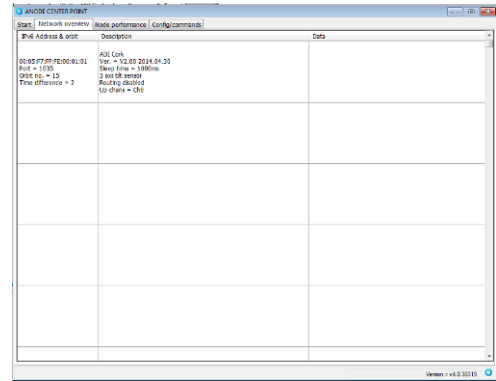 ANODE CENTER POINT
Start Network overview Node performance Config/commands
IPv6 Address & orbit Description Data
ADI Cork
00:05:F7:FF:FE:00:01:01 Ver. = V2.00 2014.04.30
Port = 1035 Sleep time = 1000ms
Orbit no. = 15 3 axi tilt sensor
Time difference = 2 Routing disabled
Up chans = Ch0
Version = v4.0.30319